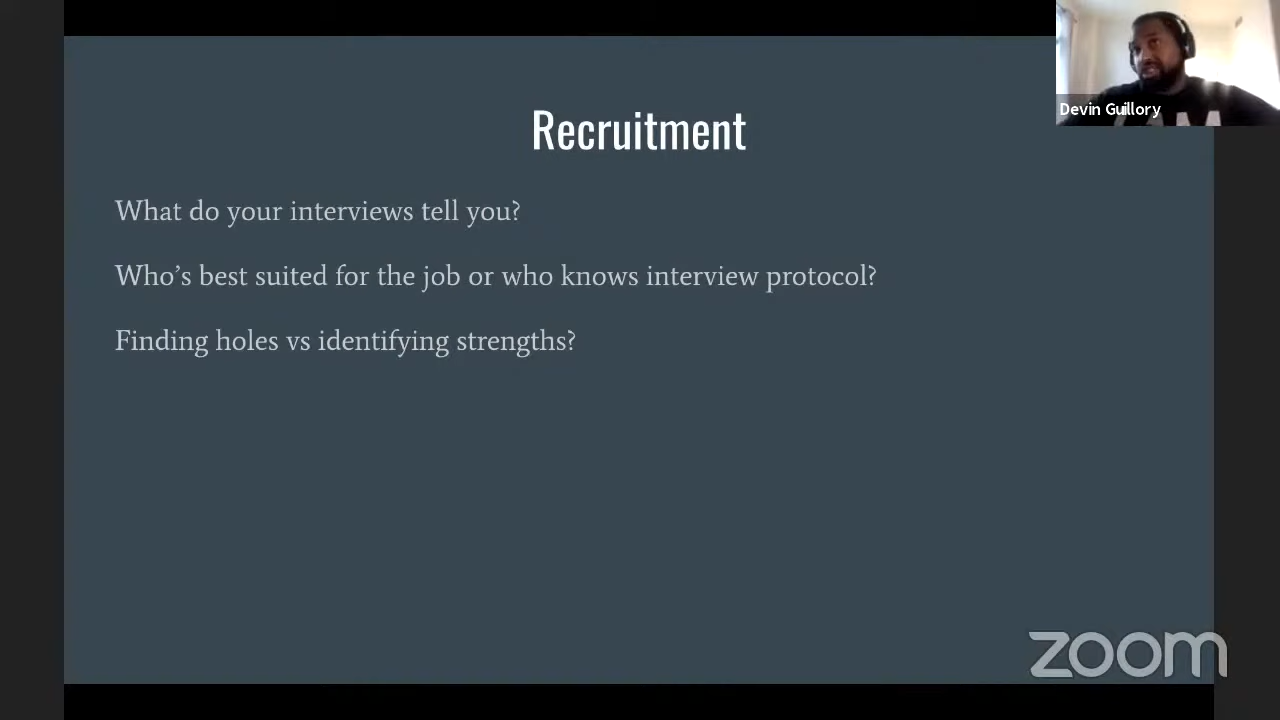 Recruitment
Devin Guillory
What do your interviews tell you?
Who’s best suited for the job or who knows interview protocol?
Finding holes vs identifying strengths?
zoom